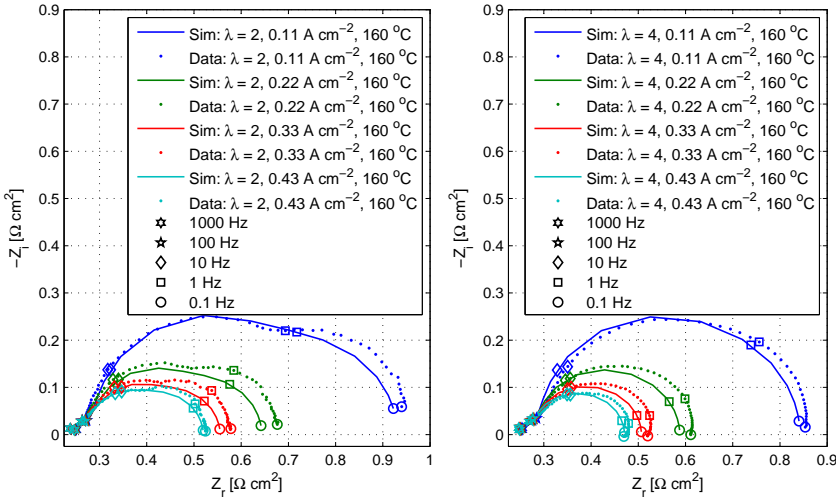 0.9
0.8
0.7
0.6
0.5
0.4
0.3
0.2
0.1
0
−Z_i [Ω cm²]
Sim: λ = 2, 0.11 A cm⁻², 160 °C
Data: λ = 2, 0.11 A cm⁻², 160 °C
Sim: λ = 2, 0.22 A cm⁻², 160 °C
Data: λ = 2, 0.22 A cm⁻², 160 °C
Sim: λ = 2, 0.33 A cm⁻², 160 °C
Data: λ = 2, 0.33 A cm⁻², 160 °C
Sim: λ = 2, 0.43 A cm⁻², 160 °C
Data: λ = 2, 0.43 A cm⁻², 160 °C
1000 Hz
100 Hz
10 Hz
1 Hz
0.1 Hz
0.3 0.4 0.5 0.6 0.7 0.8 0.9 1
Z_r [Ω cm²]
0.9
0.8
0.7
0.6
0.5
0.4
0.3
0.2
0.1
0
−Z_i [Ω cm²]
Sim: λ = 4, 0.11 A cm⁻², 160 °C
Data: λ = 4, 0.11 A cm⁻², 160 °C
Sim: λ = 4, 0.22 A cm⁻², 160 °C
Data: λ = 4, 0.22 A cm⁻², 160 °C
Sim: λ = 4, 0.33 A cm⁻², 160 °C
Data: λ = 4, 0.33 A cm⁻², 160 °C
Sim: λ = 4, 0.43 A cm⁻², 160 °C
Data: λ = 4, 0.43 A cm⁻², 160 °C
1000 Hz
100 Hz
10 Hz
1 Hz
0.1 Hz
0.3 0.4 0.5 0.6 0.7 0.8 0.9
Z_r [Ω cm²]